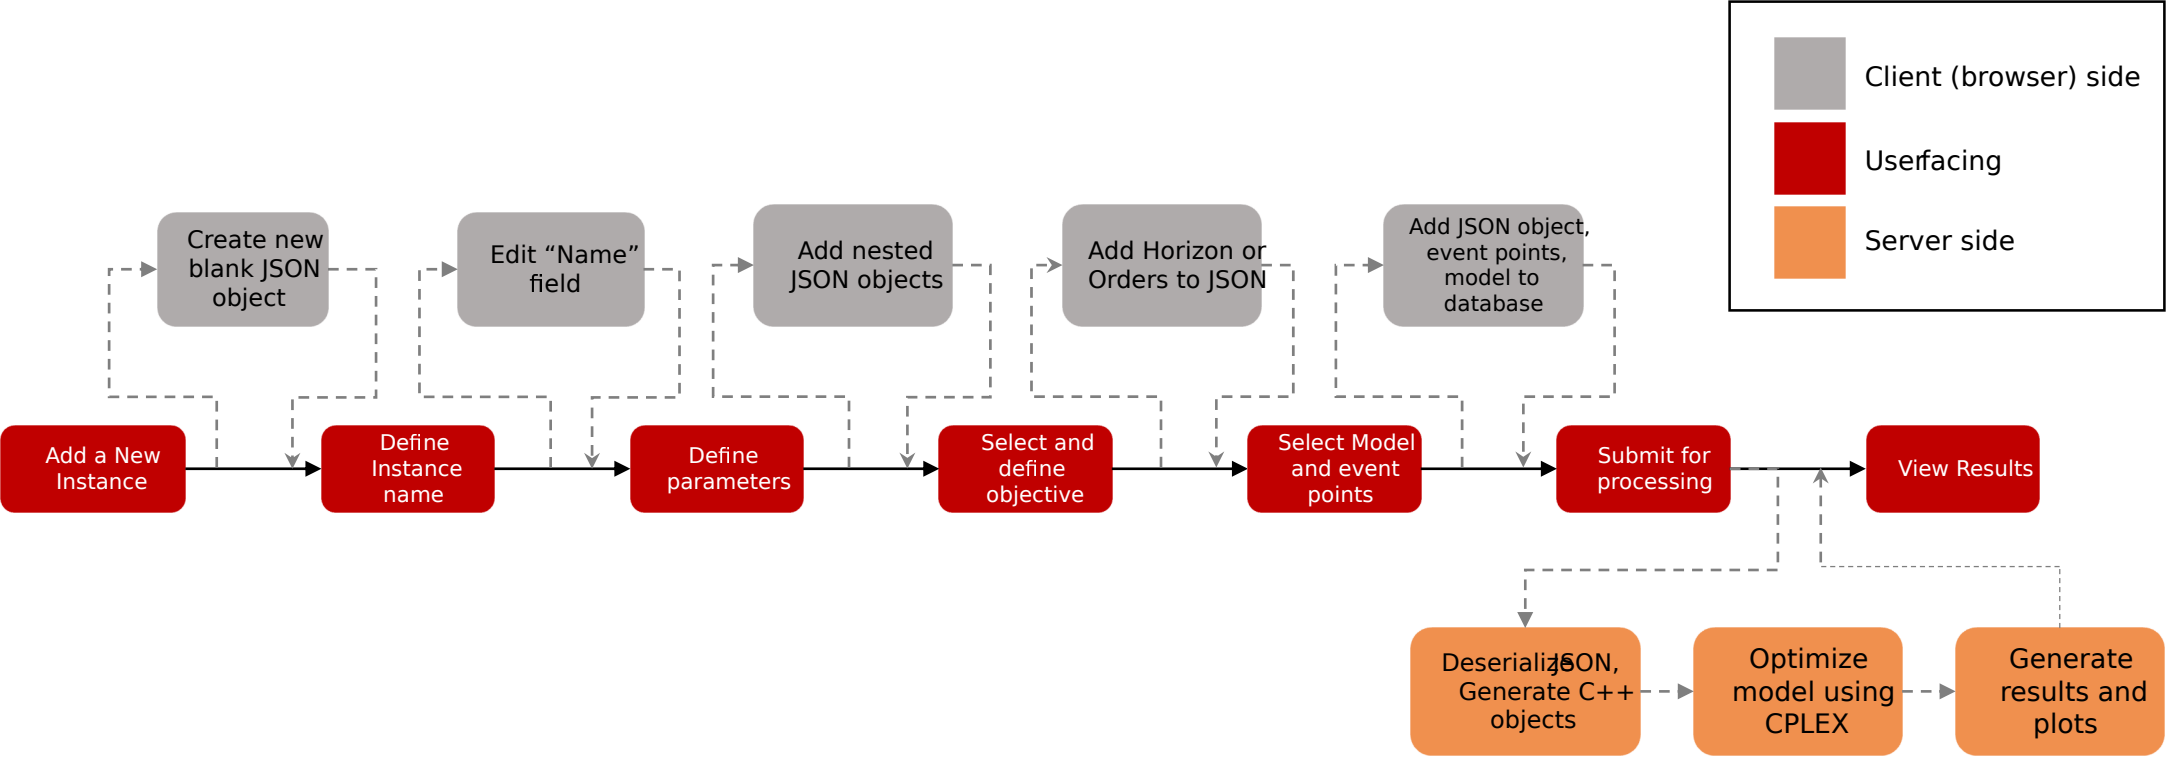 Client (browser) side
Userfacing
Server side
Create new
blank JSON
object
Edit “Name”
field
Add nested
JSON objects
Add Horizon or
Orders to JSON
Add JSON object,
event points,
model to
database
Add a New
Instance
Define
Instance
name
Define
parameters
Select and
define
objective
Select Model
and event
points
Submit for
processing
View Results
Deserialize JSON,
Generate C++
objects
Optimize
model using
CPLEX
Generate
results and
plots